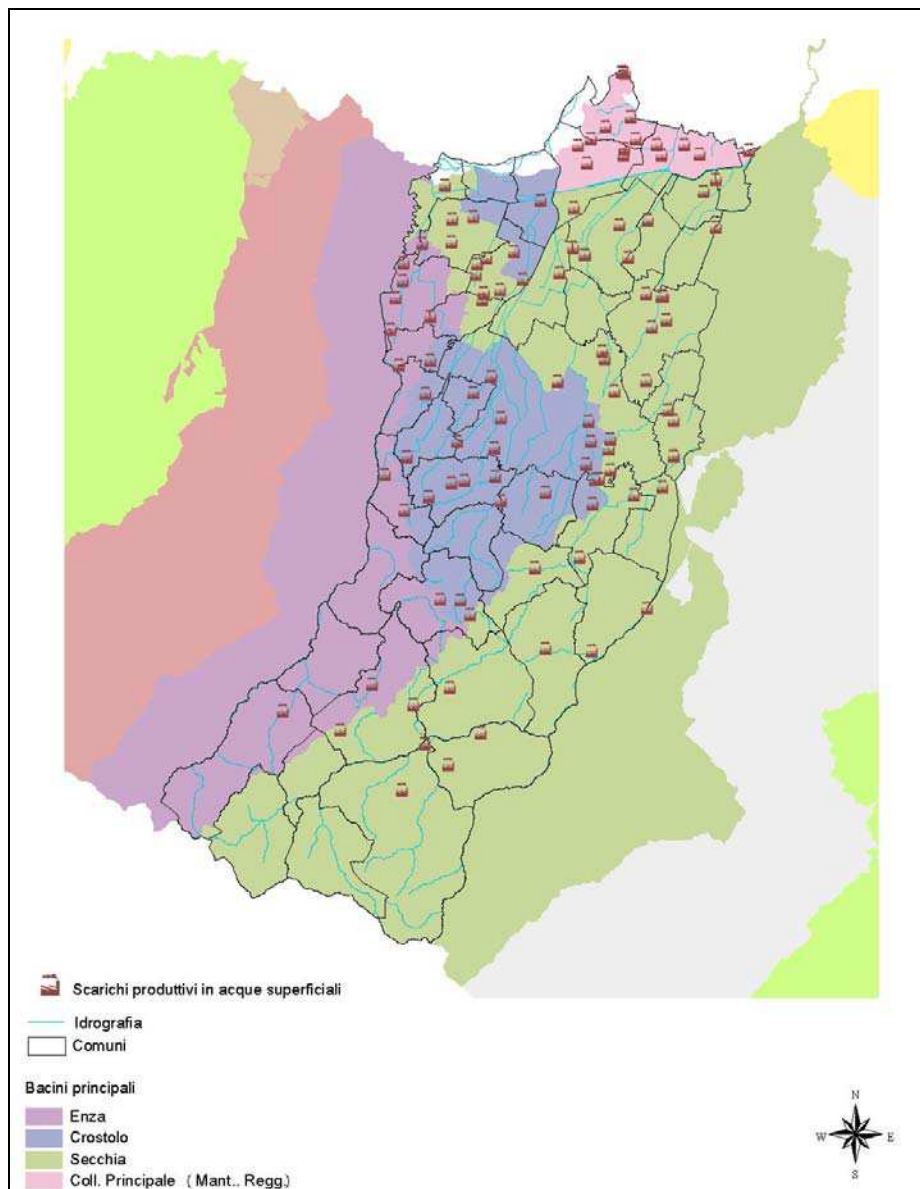 Scarichi produttivi in acque superficiali
Idrografia
Comuni
Bacini principali
Enza
Crostolo
Secchia
Coll. Principale ( Mant.. Regg.)
N
W E
S